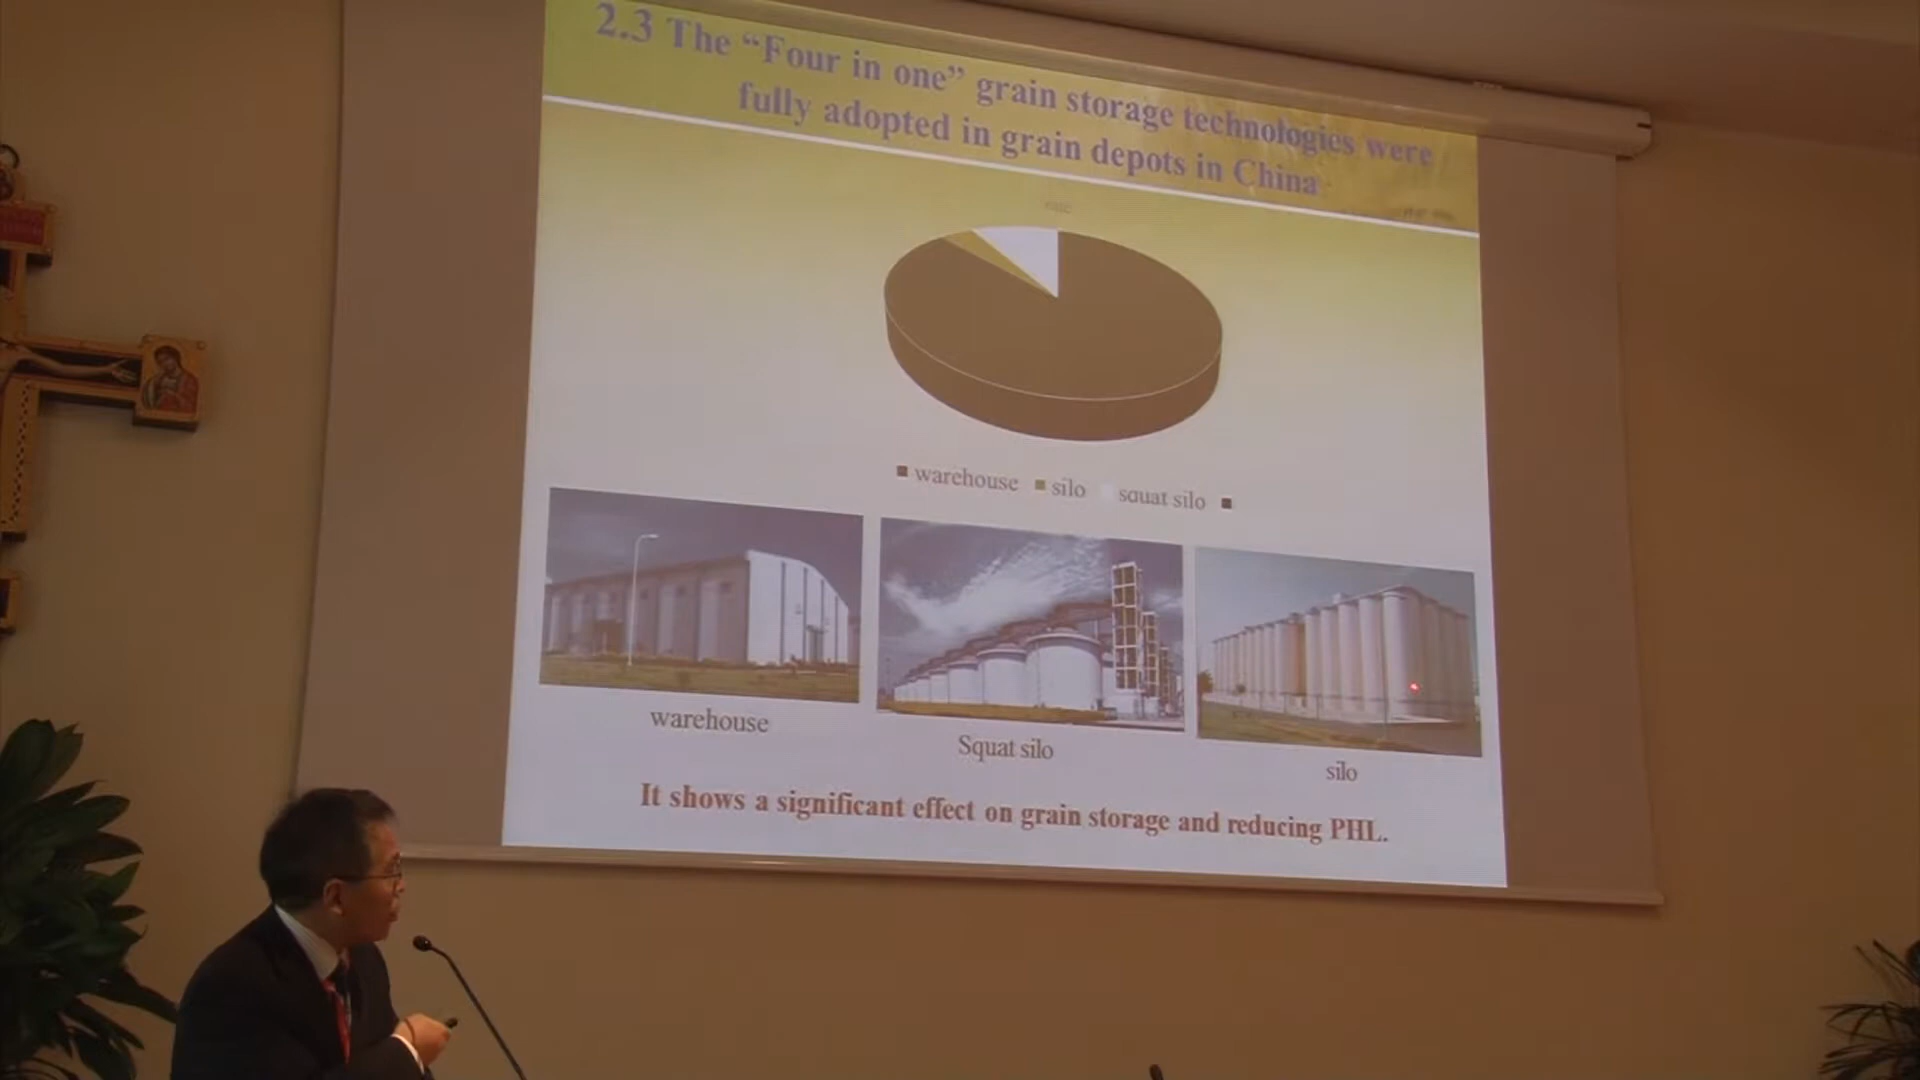 2.3 The “Four in one” grain storage technologies were
fully adopted in grain depots in China
rate
warehouse silo squat silo
warehouse
Squat silo
silo
It shows a significant effect on grain storage and reducing PHL.